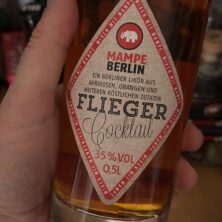 MAMPE
BERLIN
EIN BERLINER LIKÖR AUS
APRIKOSEN, ORANGEN UND
WEITEREN KÖSTLICHEN ZUTATEN
FLIEGER
Cocktail
35% VOL
0,5L